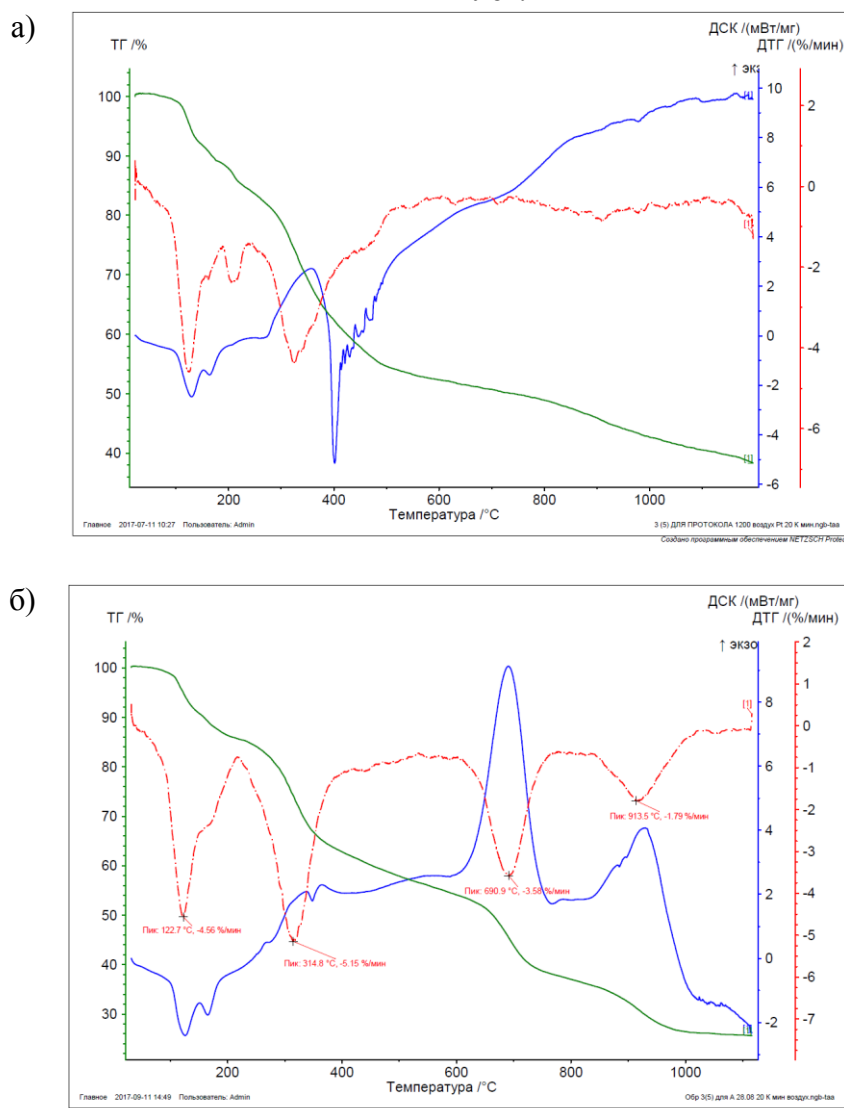 а)
ТГ /%
ДСК /(мВт/мг)
ДТГ /(%/мин)
↑ экз
[1]
100
90
80
70
60
50
40
10
8
6
4
2
0
-2
-4
-6
2
0
-2
-4
-6
[1]
[1]
200 400 600 800 1000
Температура /°C
Главное 2017-07-11 10:27 Пользователь: Admin
3 (5) ДЛЯ ПРОТОКОЛА 1200 воздух Pt 20 К мин.ngb-taa
Создано программным обеспечением NETZSCH Prote
б)
ТГ /%
ДСК /(мВт/мг)
ДТГ /(%/мин)
↑ экзо
[1]
100
90
80
70
60
50
40
30
8
6
4
2
0
-2
2
1
0
-1
-2
-3
-4
-5
-6
-7
Пик: 913.5 °C, -1.79 %/мин
Пик: 690.9 °C, -3.58 %/мин
Пик: 122.7 °C, -4.56 %/мин
Пик: 314.8 °C, -5.15 %/мин
200 400 600 800 1000
Температура /°C
Главное 2017-09-11 14:49 Пользователь: Admin
Обр 3(5) для А 28.08 20 К мин воздух.ngb-taa